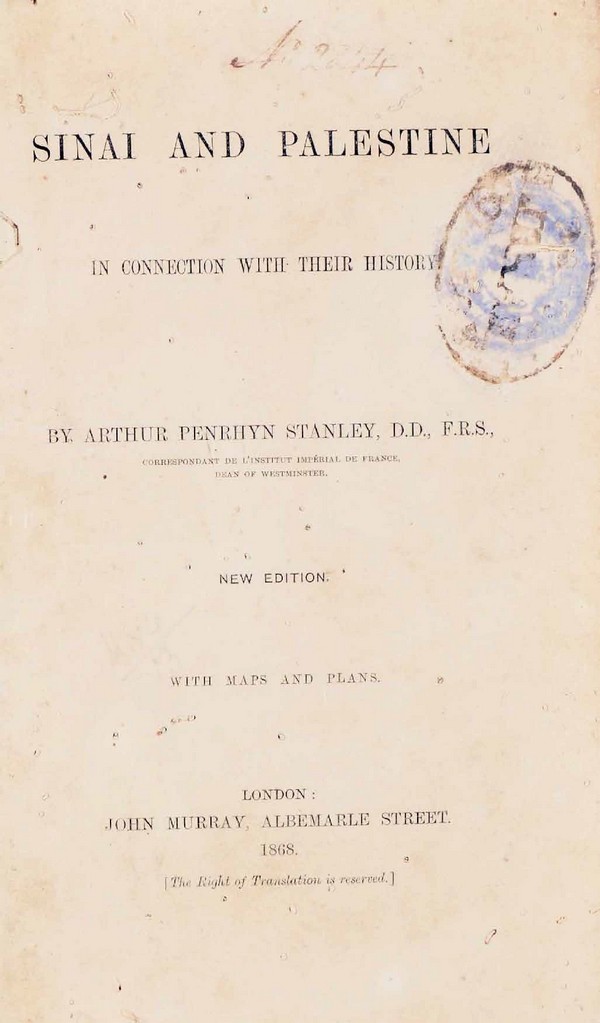 SINAI AND PALESTINE
IN CONNECTION WITH THEIR HISTORY.
BY ARTHUR PENRHYN STANLEY, D.D., F.R.S.,
CORRESPONDANT DE L'INSTITUT IMPÉRIAL DE FRANCE,
DEAN OF WESTMINSTER.
NEW EDITION.
WITH MAPS AND PLANS.
LONDON:
JOHN MURRAY, ALBEMARLE STREET.
1868.
[The Right of Translation is reserved.]